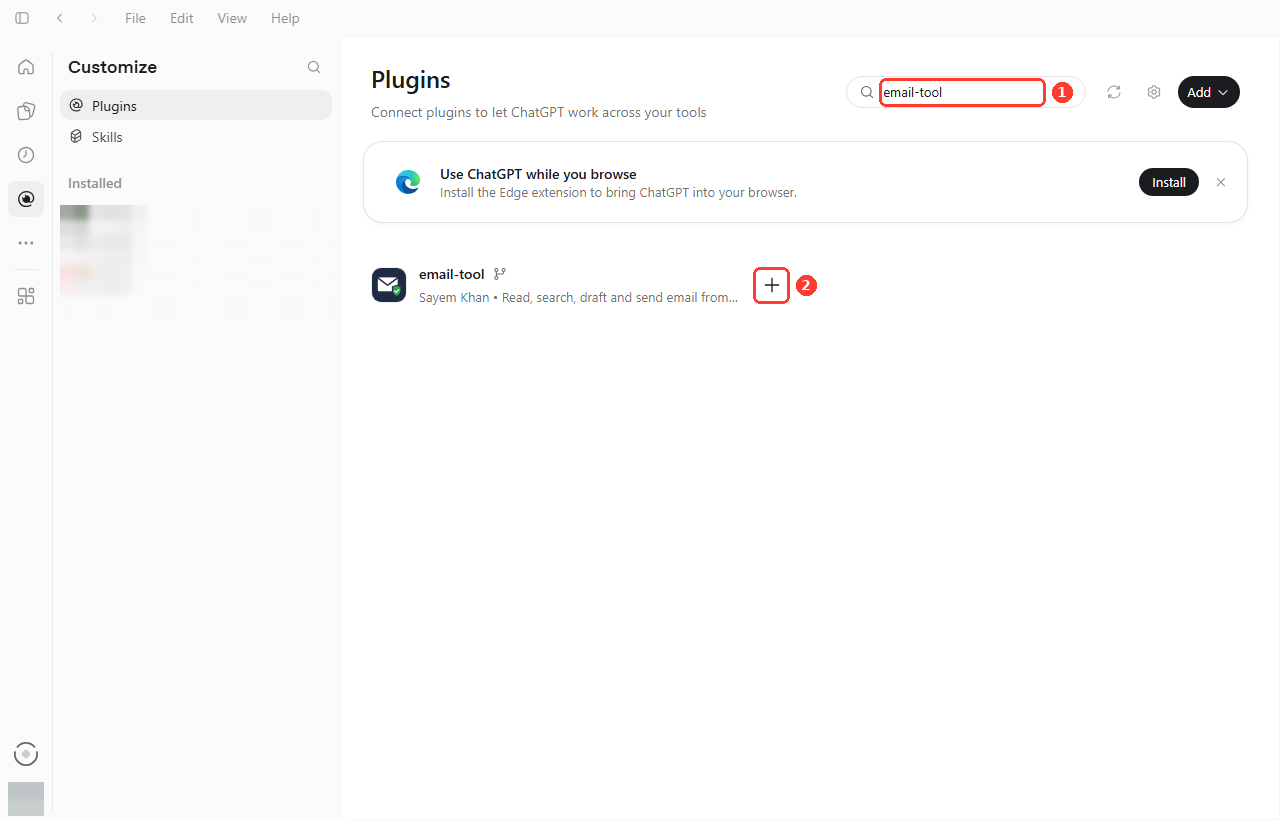 File Edit View Help
Customize
Plugins
Skills
Installed
Plugins
Connect plugins to let ChatGPT work across your tools
email-tool
1
Add
Use ChatGPT while you browse
Install the Edge extension to bring ChatGPT into your browser.
Install
email-tool
Sayem Khan • Read, search, draft and send email from...
2